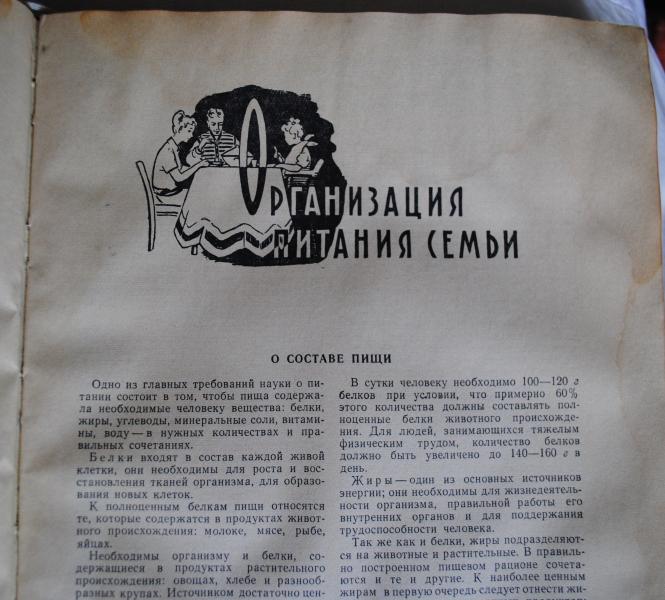 Организация
питания семьи
О СОСТАВЕ ПИЩИ
Одно из главных требований науки о пи-
тании состоит в том, чтобы пища содержа-
ла необходимые человеку вещества: белки,
жиры, углеводы, минеральные соли, витами-
ны, воду — в нужных количествах и пра-
вильных сочетаниях.
Белки входят в состав каждой живой
клетки, они необходимы для роста и вос-
становления тканей организма, для образо-
вания новых клеток.
К полноценным белкам относятся
те, которые содержатся в продуктах живот-
ного происхождения: молоке, мясе, рыбе,
яйцах.
Необходимы организму и белки, со-
держащиеся в продуктах растительного
происхождения: овощах, хлебе и разнооб-
разных крупах. Источником достаточно цен-
В сутки человеку необходимо 100—120 г
белков при условии, что примерно 60%
этого количества должны составлять пол-
ноценные белки животного происхожде-
ния. Для людей, занимающихся тяжелым
физическим трудом, количество белков
должно быть увеличено до 140—160 г в
день.
Жиры — один из основных источников
энергии; они необходимы для жизнедеятель-
ности организма, правильной работы его
внутренних органов и для поддержания
трудоспособности человека.
Так же как и белки, жиры подразделяют-
ся на животные и растительные. В правиль-
но построенном пищевом рационе сочета-
ются и те и другие. К наиболее ценным
жирам в первую очередь следует отнести жи-